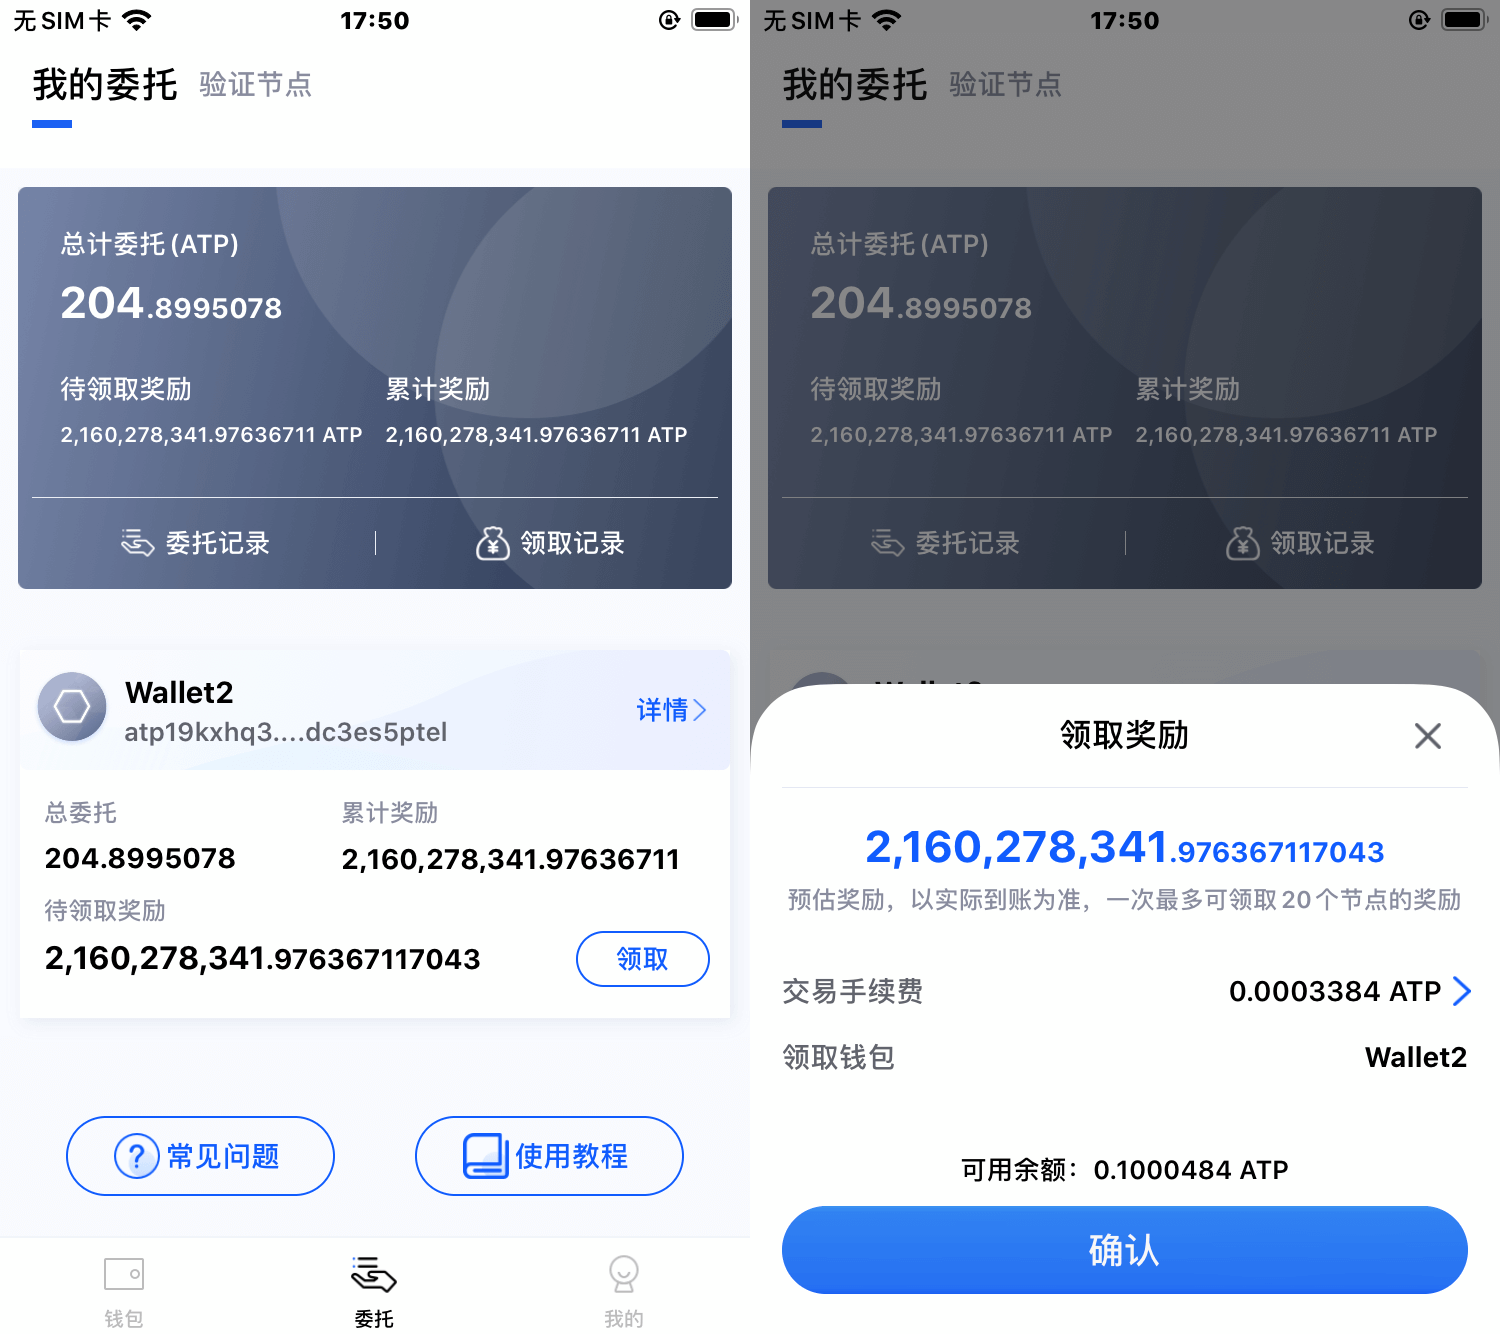 无SIM卡 17:50
我的委托 验证节点
总计委托(ATP)
204.8995078
待领取奖励 累计奖励
2,160,278,341.97636711 ATP 2,160,278,341.97636711 ATP
委托记录 领取记录
Wallet2
atp19kxhq3....dc3es5ptel
详情
总委托 累计奖励
204.8995078 2,160,278,341.97636711
待领取奖励
2,160,278,341.976367117043 领取
常见问题 使用教程
钱包 委托 我的
无SIM卡 17:50
我的委托 验证节点
总计委托(ATP)
204.8995078
待领取奖励 累计奖励
2,160,278,341.97636711 ATP 2,160,278,341.97636711 ATP
委托记录 领取记录
领取奖励
2,160,278,341.976367117043
预估奖励，以实际到账为准，一次最多可领取20个节点的奖励
交易手续费 0.0003384 ATP
领取钱包 Wallet2
可用余额：0.1000484 ATP
确认